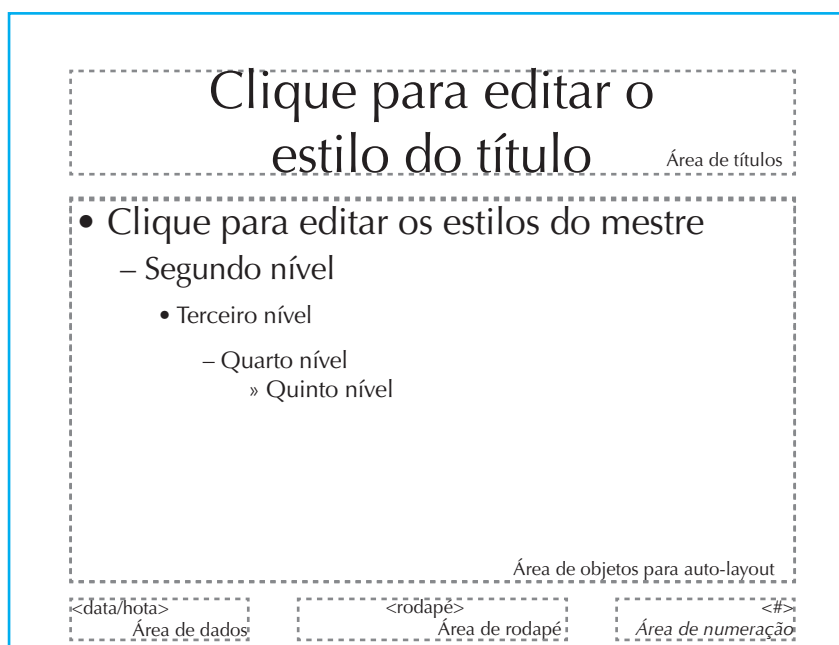 Clique para editar o
estilo do título
Área de títulos
• Clique para editar os estilos do mestre
– Segundo nível
• Terceiro nível
– Quarto nível
» Quinto nível
Área de objetos para auto-layout
<data/hota>
Área de dados
<rodapé>
Área de rodapé
<#>
Área de numeração